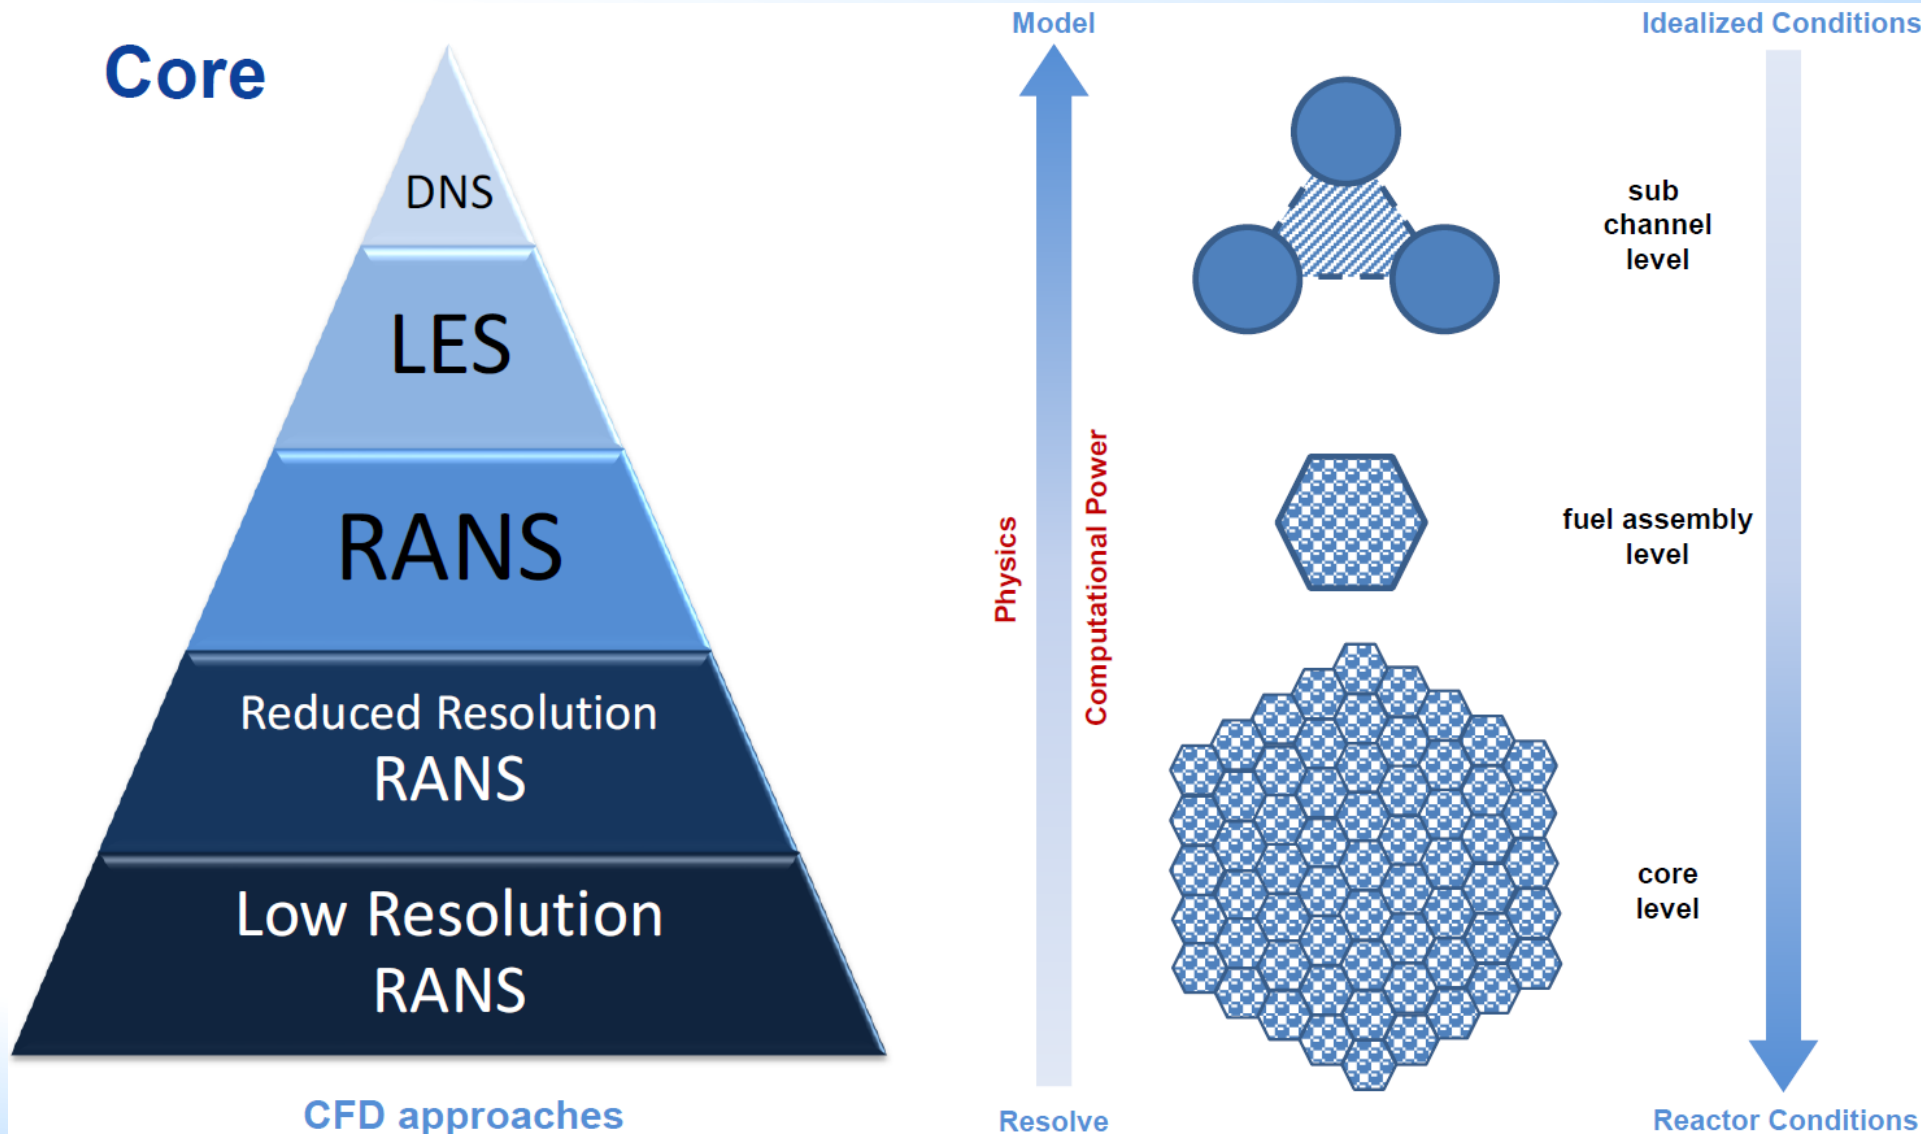 Core
DNS
LES
RANS
Reduced Resolution
RANS
Low Resolution
RANS
CFD approaches
Model
Physics
Computational Power
Resolve
Idealized Conditions
sub
channel
level
fuel assembly
level
core
level
Reactor Conditions